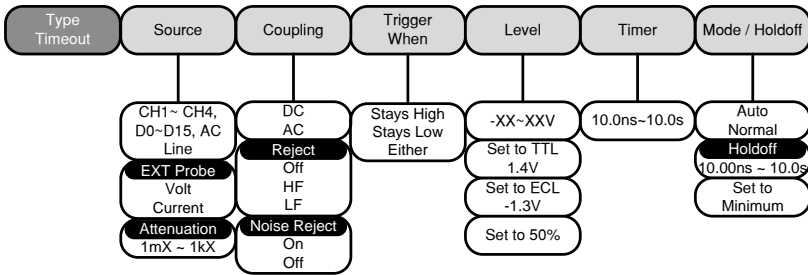 Type
Timeout
Source
Coupling
Trigger
When
Level
Timer
Mode / Holdoff
CH1~ CH4,
D0~D15, AC
Line
EXT Probe
Volt
Current
Attenuation
1mX ~ 1kX
DC
AC
Reject
Off
HF
LF
Noise Reject
On
Off
Stays High
Stays Low
Either
-XX~XXV
Set to TTL
1.4V
Set to ECL
-1.3V
Set to 50%
10.0ns~10.0s
Auto
Normal
Holdoff
10.00ns ~ 10.0s
Set to
Minimum